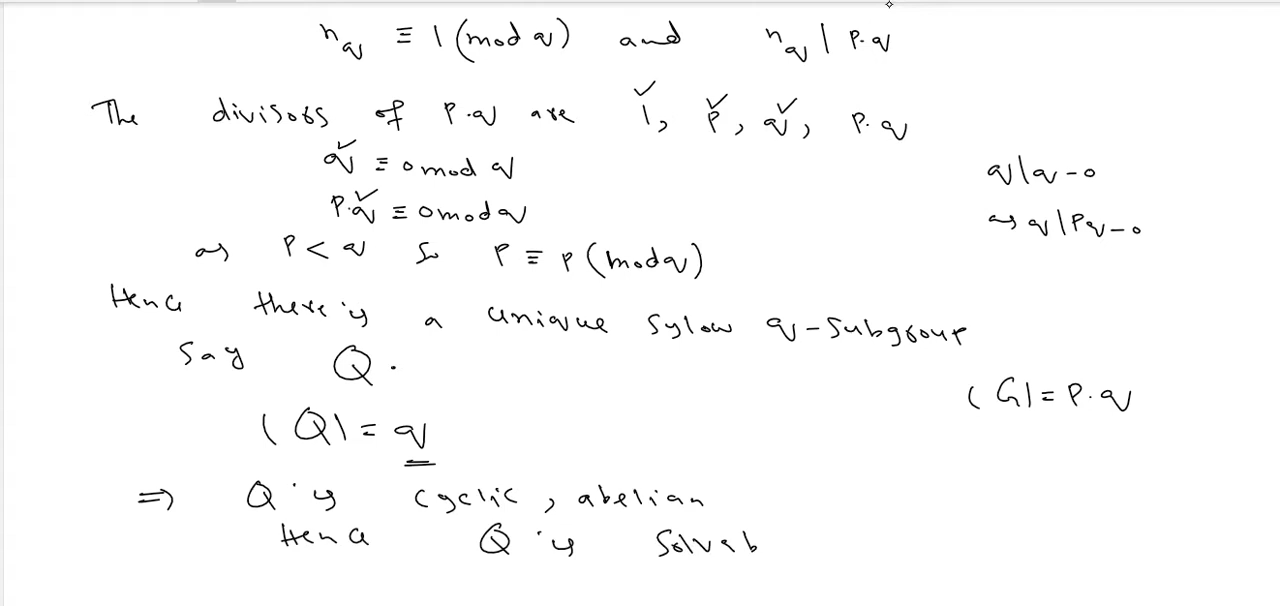 n_q ≡ 1 (mod q) and n_q | P.q
The divisors of P.q are 1, P, q, P.q
q ≡ 0 mod q
q | q - 0
P.q ≡ 0 mod q
as q | Pq - 0
as P < q So P ≡ P (mod q)
Hence there is a unique Sylow q-subgroup
Say Q.
|G| = P.q
|Q| = q
⇒ Q is cyclic, abelian
Hence Q is Solvab